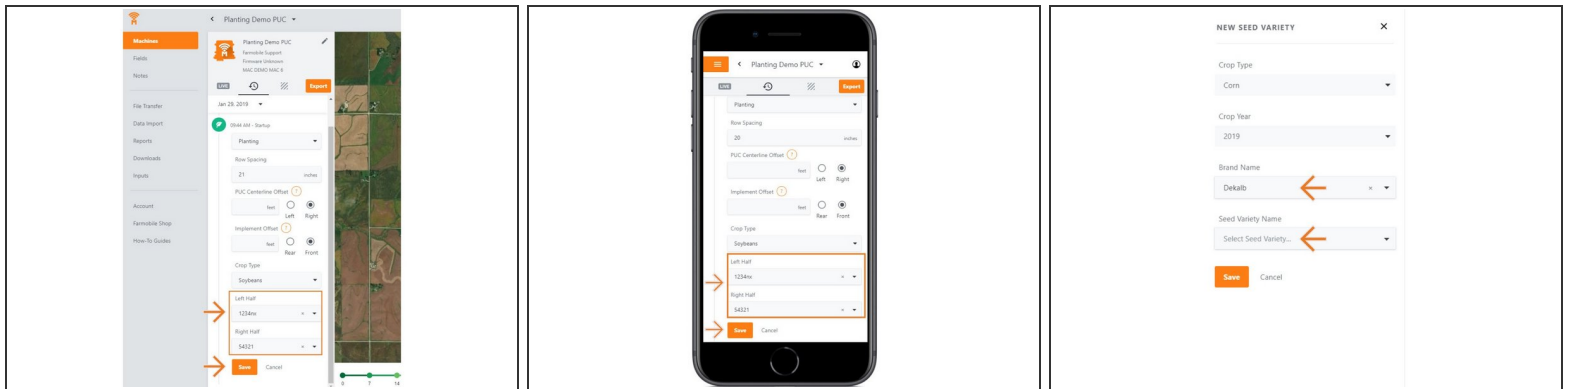 Planting Demo PUC
Machines
Fields
Notes
File Transfer
Data Import
Reports
Downloads
Inputs
Account
Farmobile Shop
How-To Guides
Planting Demo PUC
Farmobile Support
Firmware Unknown
MAC DEMO MAC 6
LIVE
Export
Jan 29, 2019
09:44 AM - Startup
Planting
Row Spacing
21 inches
PUC Centerline Offset
feet
Left Right
Implement Offset
feet
Rear Front
Crop Type
Soybeans
Left Half
1234ns
Right Half
54321
Save Cancel
0 7 14
Planting Demo PUC
LIVE
Export
Planting
Row Spacing
20 inches
PUC Centerline Offset
feet
Left Right
Implement Offset
feet
Rear Front
Crop Type
Soybeans
Left Half
1234ns
Right Half
54321
Save Cancel
NEW SEED VARIETY
Crop Type
Corn
Crop Year
2019
Brand Name
Dekalb
Seed Variety Name
Select Seed Variety...
Save Cancel